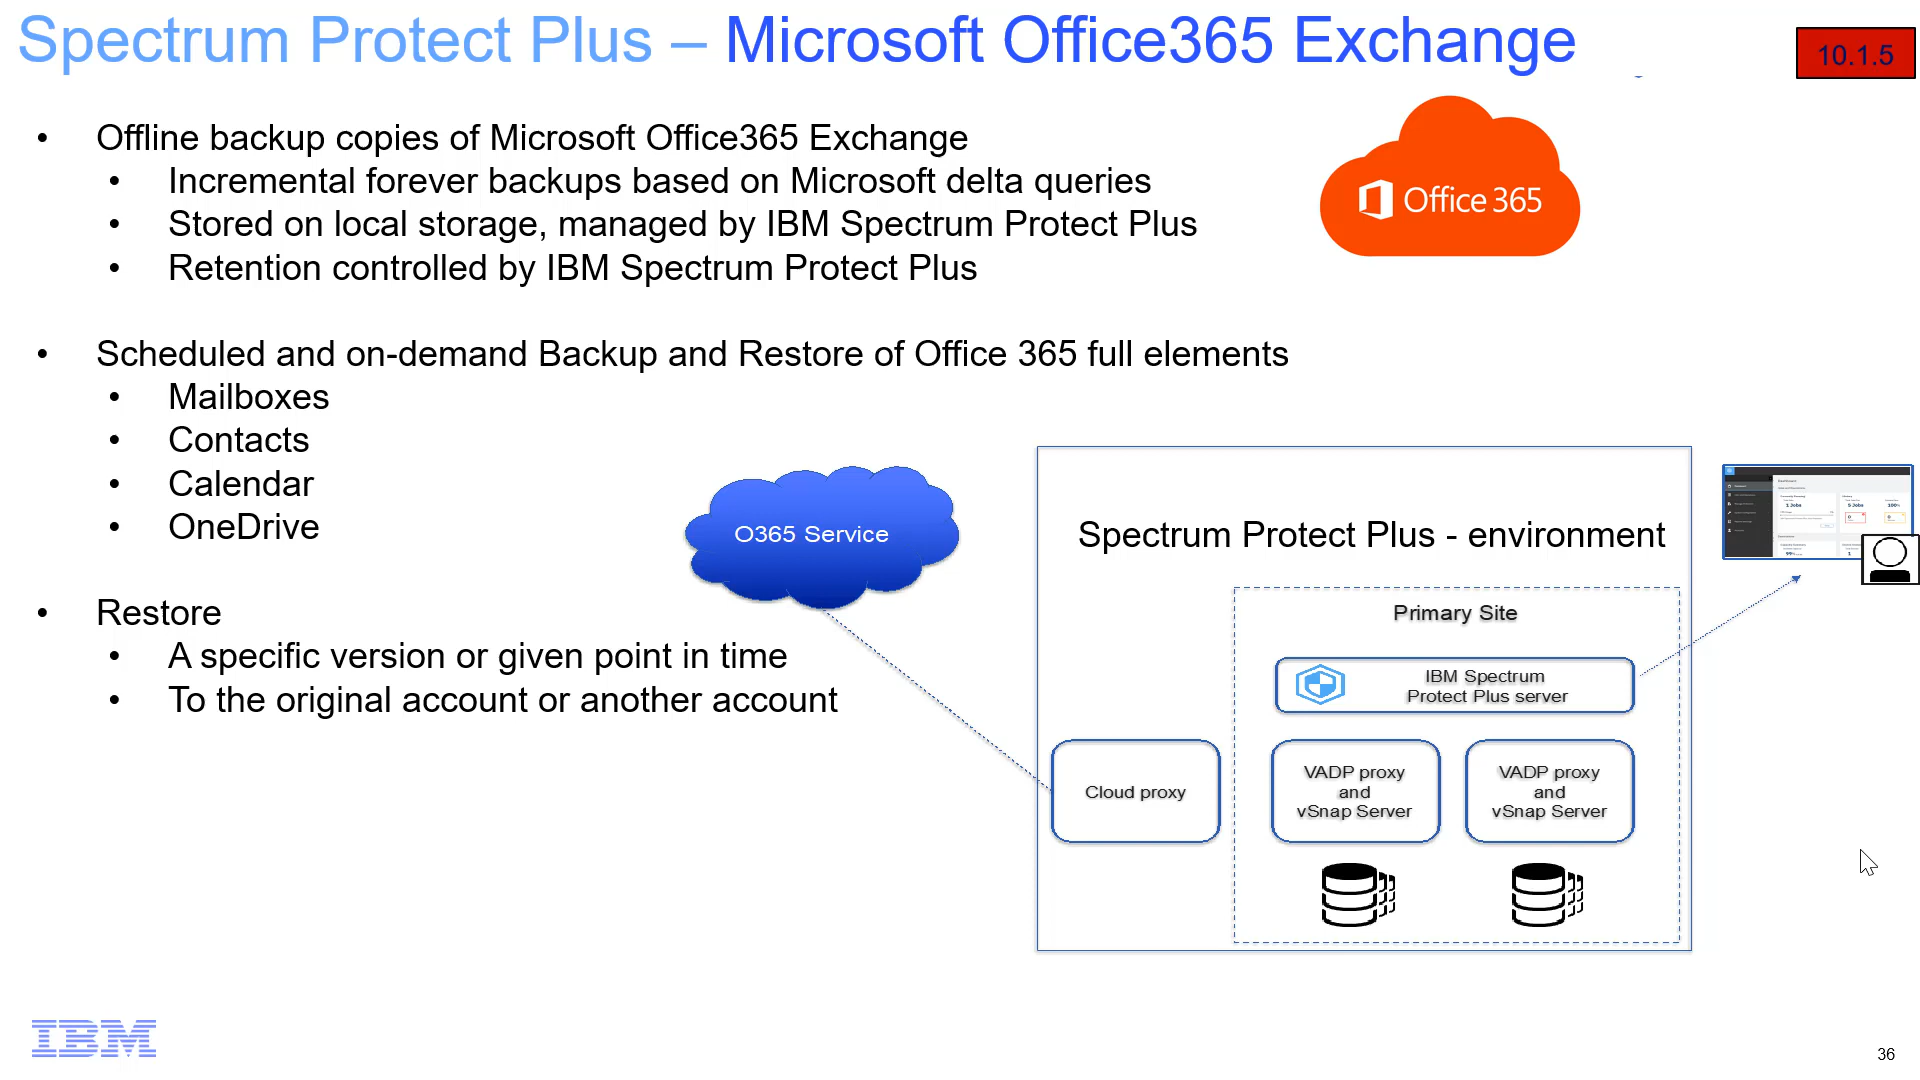 Spectrum Protect Plus – Microsoft Office365 Exchange
10.1.5
• Offline backup copies of Microsoft Office365 Exchange
• Incremental forever backups based on Microsoft delta queries
• Stored on local storage, managed by IBM Spectrum Protect Plus
• Retention controlled by IBM Spectrum Protect Plus
Office 365
• Scheduled and on-demand Backup and Restore of Office 365 full elements
• Mailboxes
• Contacts
• Calendar
• OneDrive
• Restore
• A specific version or given point in time
• To the original account or another account
O365 Service
Spectrum Protect Plus - environment
Primary Site
IBM Spectrum
Protect Plus server
Cloud proxy
VADP proxy
and
vSnap Server
VADP proxy
and
vSnap Server
IBM
36